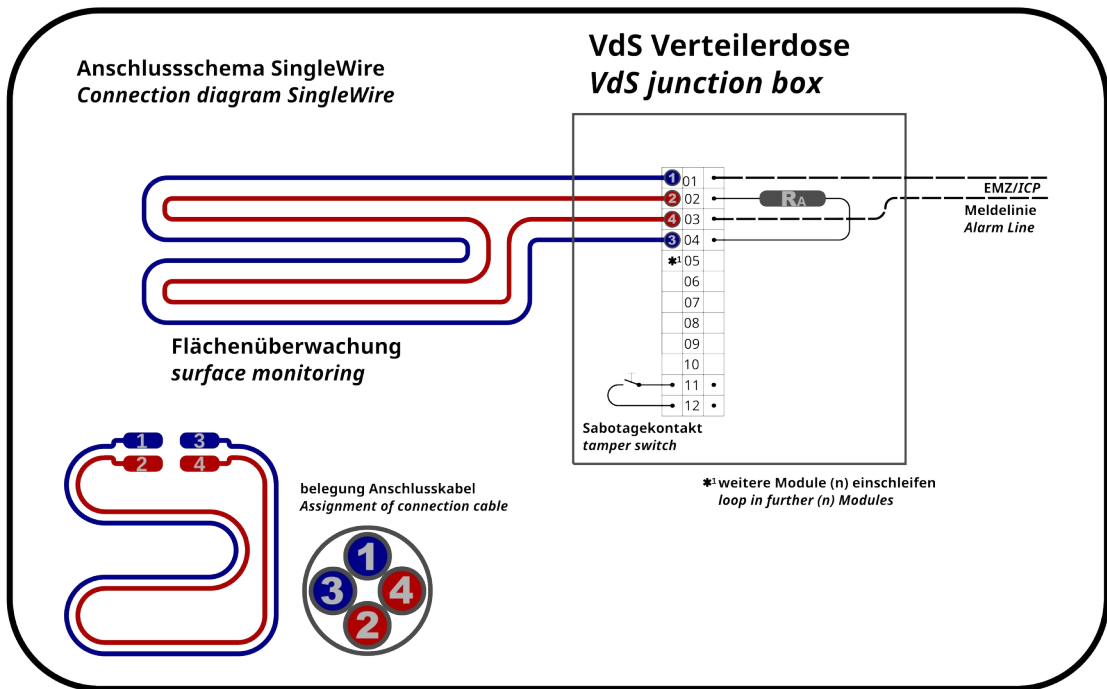 Anschlussschema SingleWire
Connection diagram SingleWire
VdS Verteilerdose
VdS junction box
1 01
2 02 RA
4 03
3 04
✱1 05
06
07
08
09
10
11
12
EMZ/ICP
Meldelinie
Alarm Line
Flächenüberwachung
surface monitoring
Sabotagekontakt
tamper switch
✱1 weitere Module (n) einschleifen
loop in further (n) Modules
1 3
2 4
belegung Anschlusskabel
Assignment of connection cable
1
3 4
2